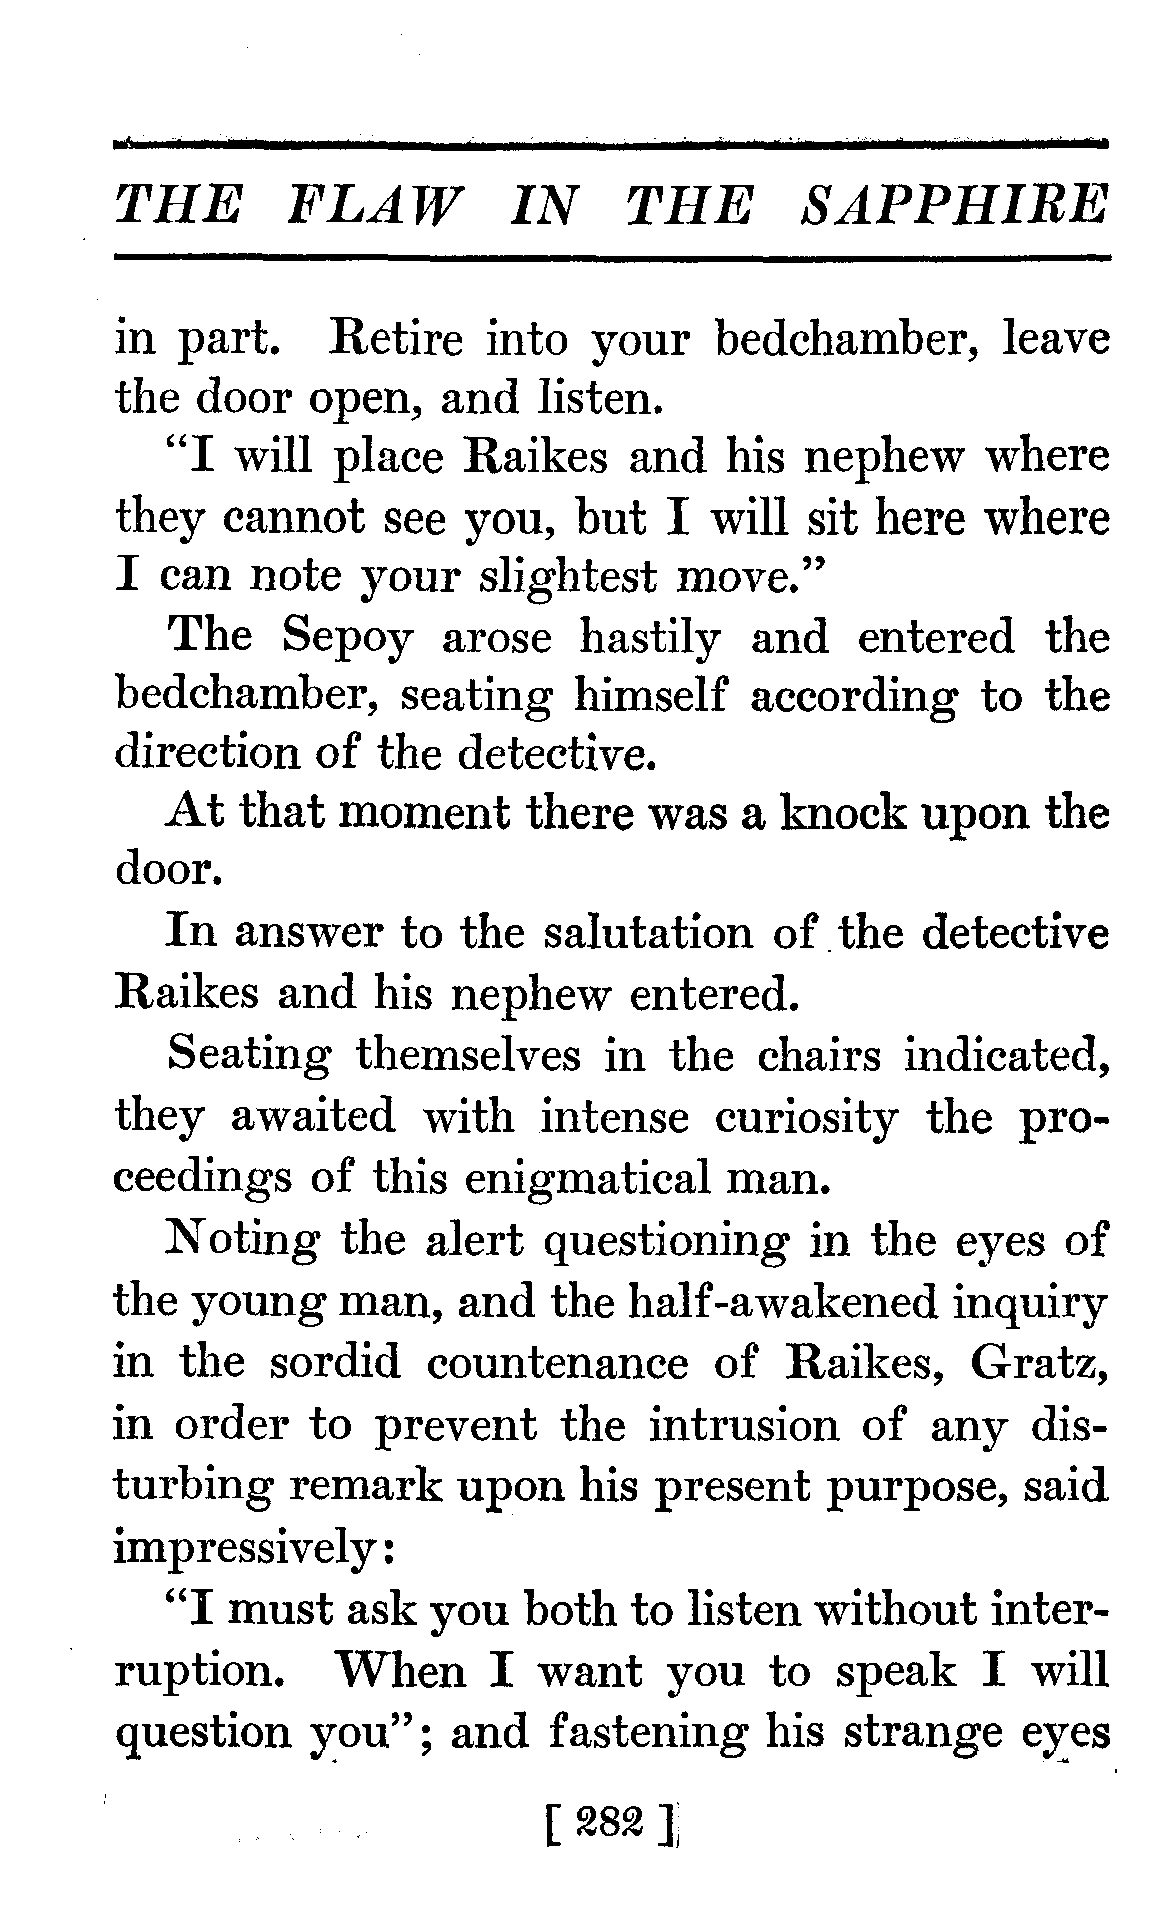 THE FLAW IN THE SAPPHIRE
in part. Retire into your bedchamber, leave
the door open, and listen.
“I will place Raikes and his nephew where
they cannot see you, but I will sit here where
I can note your slightest move.”
The Sepoy arose hastily and entered the
bedchamber, seating himself according to the
direction of the detective.
At that moment there was a knock upon the
door.
In answer to the salutation of the detective
Raikes and his nephew entered.
Seating themselves in the chairs indicated,
they awaited with intense curiosity the pro-
ceedings of this enigmatical man.
Noting the alert questioning in the eyes of
the young man, and the half-awakened inquiry
in the sordid countenance of Raikes, Gratz,
in order to prevent the intrusion of any dis-
turbing remark upon his present purpose, said
impressively:
“I must ask you both to listen without inter-
ruption. When I want you to speak I will
question you”; and fastening his strange eyes
[ 282 ]